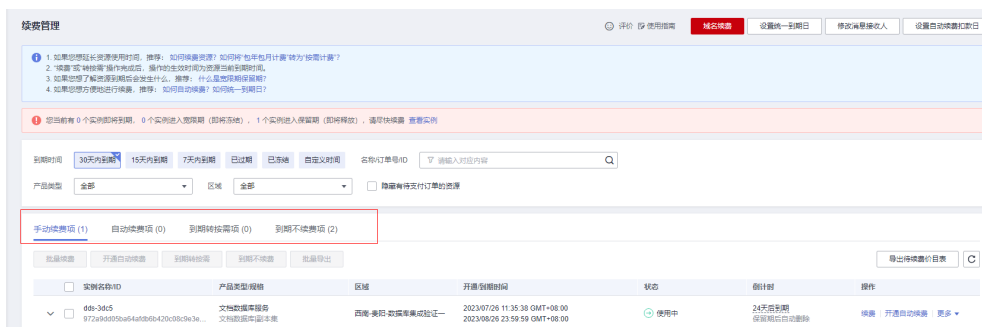 续费管理
评价 使用指南 域名续费 设置统一到期日 修改消息接收人 设置自动续费扣款日
1. 如果您想延长资源使用时间，推荐： 如何续费资源？如何将“包年包月计费”转为“按需计费”？
2. “续费”或“转按需”操作完成后，操作的生效时间为资源当前到期时间。
3. 如果您想了解资源到期后会发生什么，推荐： 什么是宽限期保留期？
4. 如果您想方便地进行续费，推荐： 如何自动续费？如何统一到期日？
您当前有 0 个实例即将到期， 0 个实例进入宽限期（即将冻结）， 1 个实例进入保留期（即将释放），请尽快续费 查看实例
到期时间 30天内到期 15天内到期 7天内到期 已过期 已冻结 自定义时间 名称/订单号/ID 请输入对应内容
产品类型 全部 区域 全部 隐藏有待支付订单的资源
手动续费项 (1) 自动续费项 (0) 到期转按需项 (0) 到期不续费项 (2)
批量续费 开通自动续费 到期转按需 到期不续费 批量导出 导出待续费价目表
实例名称/ID 产品类型/规格 区域 开通/到期时间 状态 倒计时 操作
dds-3dc5 文档数据库服务 西南-贵阳-数据库集成验证一 2023/07/26 11:35:38 GMT+08:00 使用中 24天后到期 续费 开通自动续费 更多
972a9dd05ba64afdb6b420c08c9e3e... 文档数据库|副本集 2023/08/26 23:59:59 GMT+08:00 保留期后自动删除